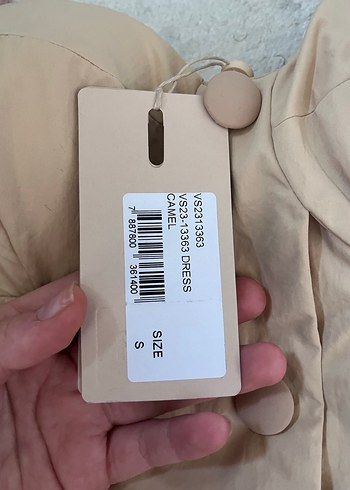 VS2313363
VS23-13363 DRESS
CAMEL
7 887800 361400
SIZE
S